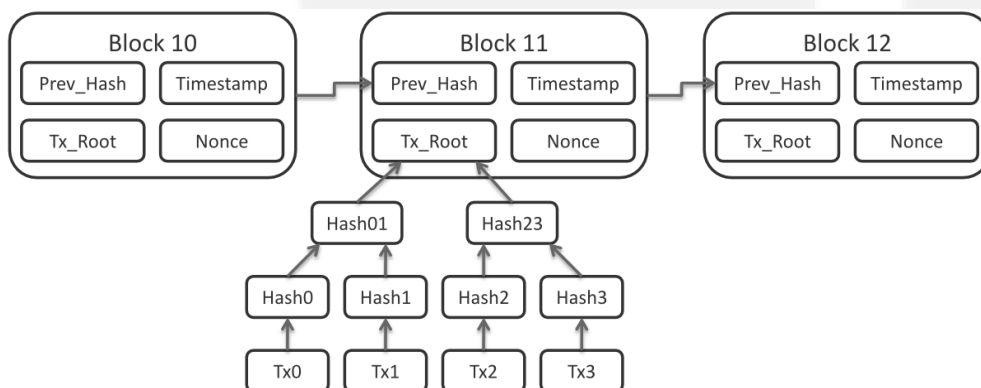 Block 10 Block 11 Block 12
Prev_Hash Timestamp Prev_Hash Timestamp Prev_Hash Timestamp
Tx_Root Nonce Tx_Root Nonce Tx_Root Nonce
Hash01 Hash23
Hash0 Hash1 Hash2 Hash3
Tx0 Tx1 Tx2 Tx3